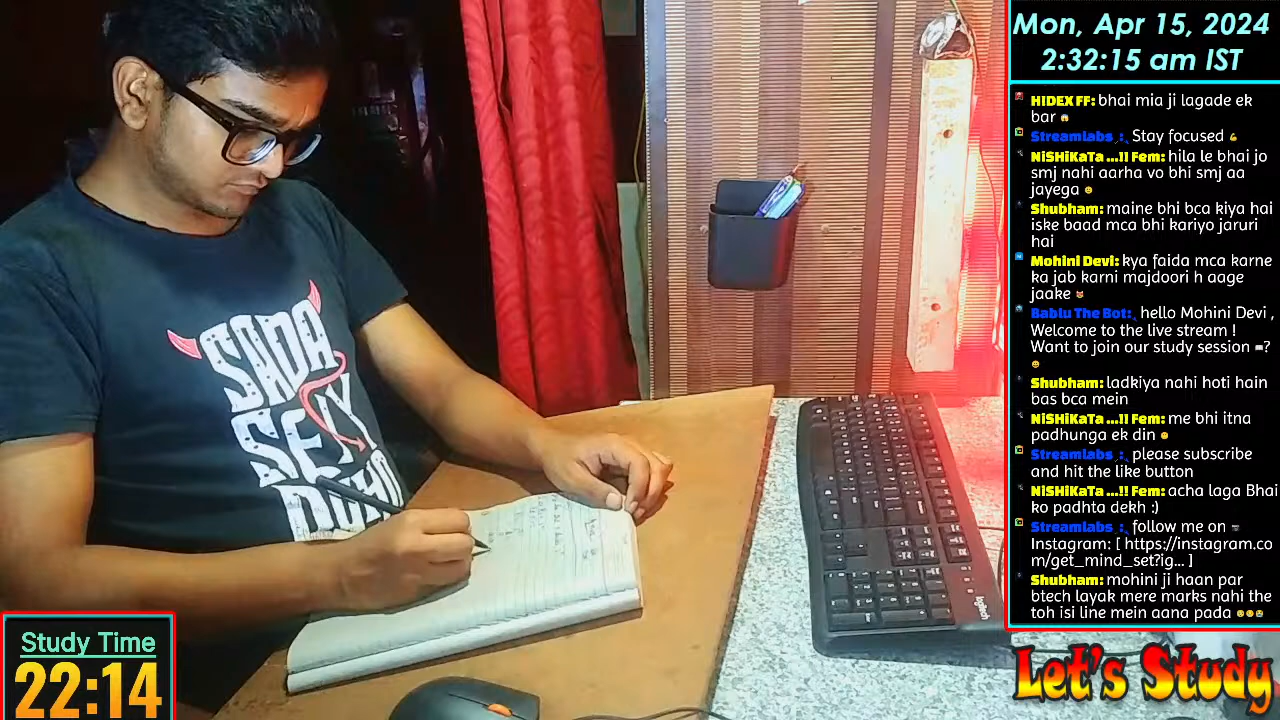 Mon, Apr 15, 2024
2:32:15 am IST
HIDEX FF: bhai mia ji lagade ek
bar
Streamlabs : Stay focused
NiSHiKaTa ...!! Fem: hila le bhai jo
smj nahi aarha vo bhi smj aa
jayega
Shubham: maine bhi bca kiya hai
iske baad mca bhi kariyo jaruri
hai
Mohini Devi: kya faida mca karne
ka jab karni majdoori h aage
jaake
Bablu The Bot: hello Mohini Devi ,
Welcome to the live stream !
Want to join our study session ?
Shubham: ladkiya nahi hoti hain
bas bca mein
NiSHiKaTa ...!! Fem: me bhi itna
padhunga ek din
Streamlabs : please subscribe
and hit the like button
NiSHiKaTa ...!! Fem: acha laga Bhai
ko padhta dekh :)
Streamlabs : follow me on
Instagram: [ https://instagram.co
m/get_mind_set?ig... ]
Shubham: mohini ji haan par
btech layak mere marks nahi the
toh isi line mein aana pada
Let's Study
SADA
SEXY
logitech
Study Time
22:14